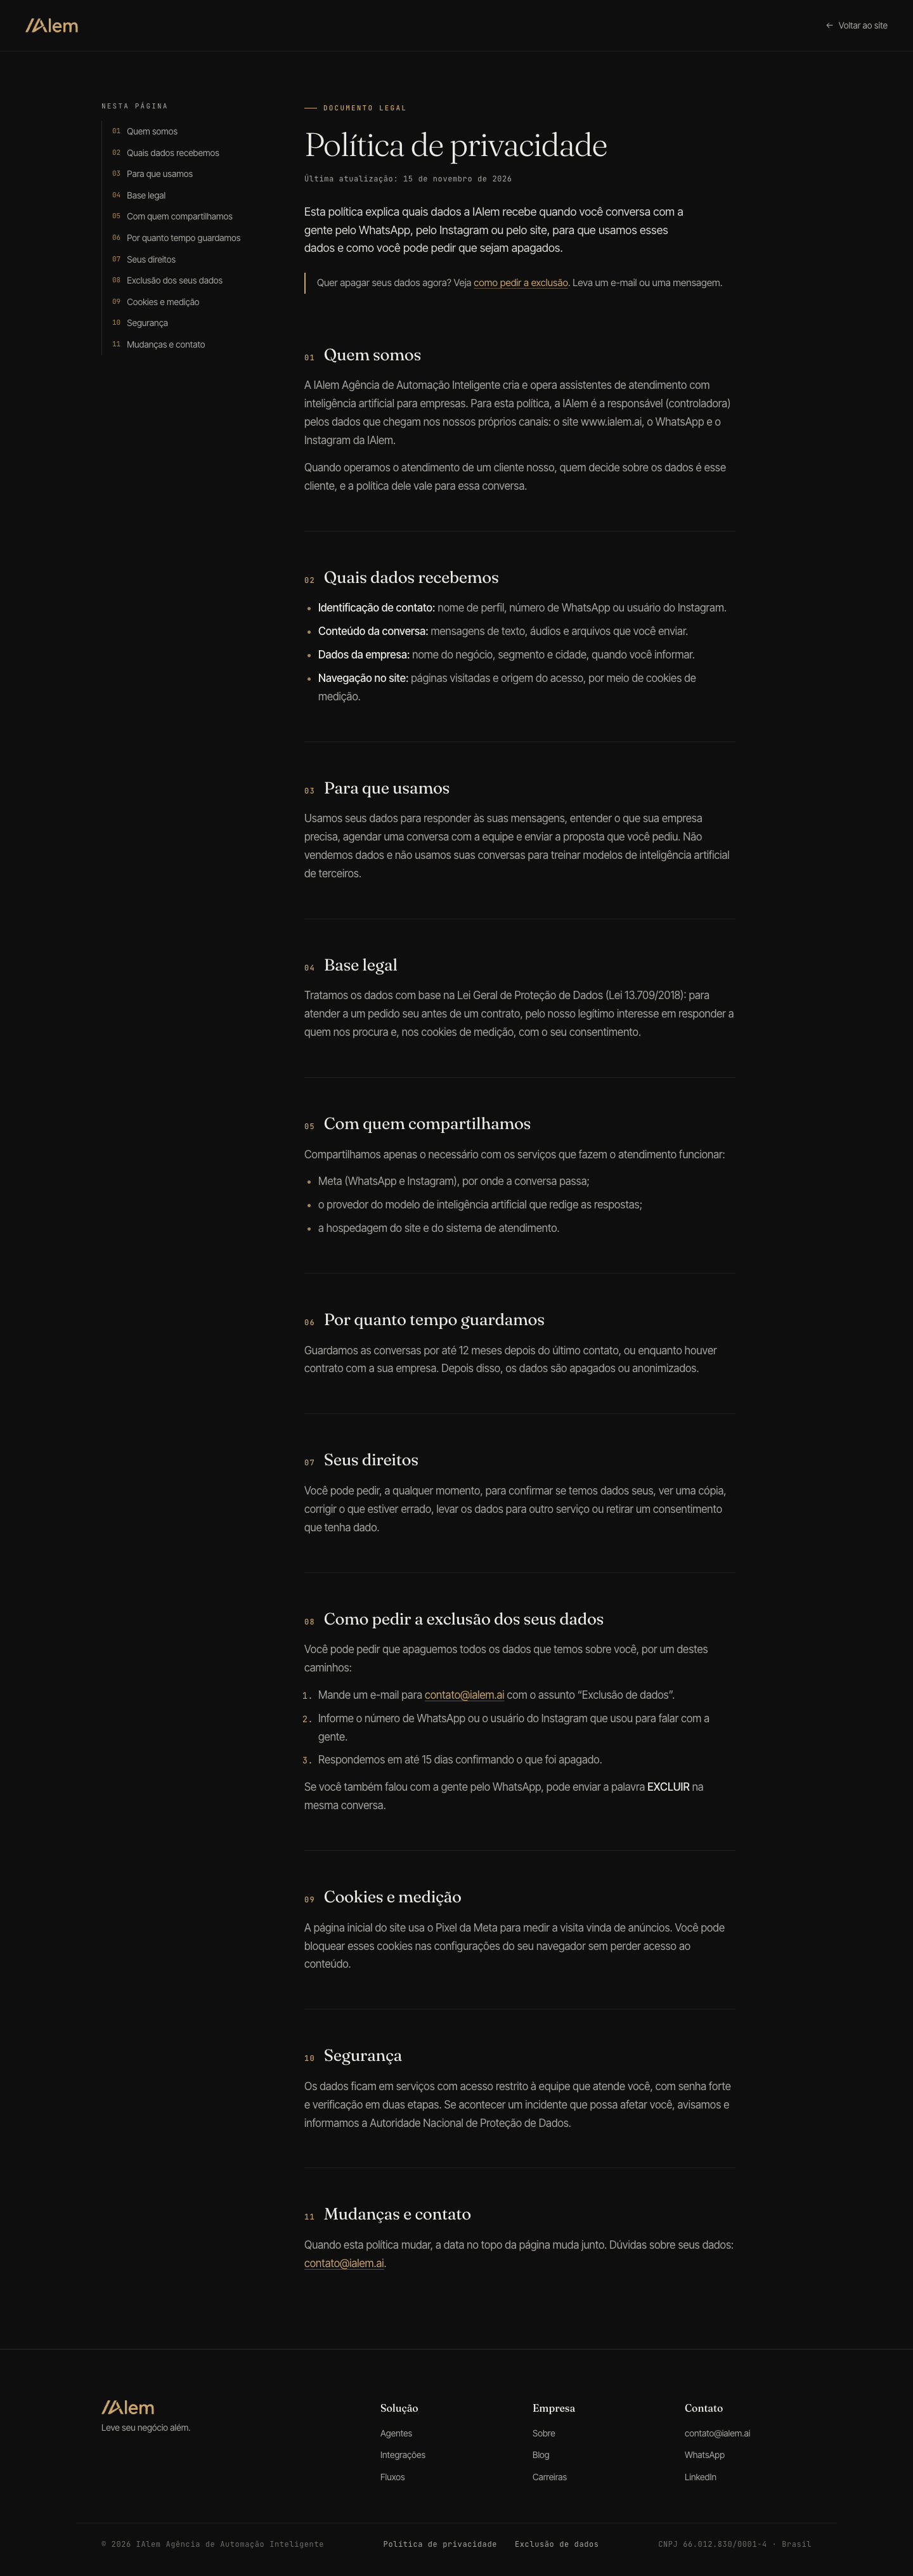 IAlem
← Voltar ao site
NESTA PÁGINA
01 Quem somos
02 Quais dados recebemos
03 Para que usamos
04 Base legal
05 Com quem compartilhamos
06 Por quanto tempo guardamos
07 Seus direitos
08 Exclusão dos seus dados
09 Cookies e medição
10 Segurança
11 Mudanças e contato
DOCUMENTO LEGAL
Política de privacidade
Última atualização: 15 de novembro de 2026
Esta política explica quais dados a IAlem recebe quando você conversa com a
gente pelo WhatsApp, pelo Instagram ou pelo site, para que usamos esses
dados e como você pode pedir que sejam apagados.
Quer apagar seus dados agora? Veja como pedir a exclusão. Leva um e-mail ou uma mensagem.
01 Quem somos
A IAlem Agência de Automação Inteligente cria e opera assistentes de atendimento com
inteligência artificial para empresas. Para esta política, a IAlem é a responsável (controladora)
pelos dados que chegam nos nossos próprios canais: o site www.ialem.ai, o WhatsApp e o
Instagram da IAlem.
Quando operamos o atendimento de um cliente nosso, quem decide sobre os dados é esse
cliente, e a política dele vale para essa conversa.
02 Quais dados recebemos
• Identificação de contato: nome de perfil, número de WhatsApp ou usuário do Instagram.
• Conteúdo da conversa: mensagens de texto, áudios e arquivos que você enviar.
• Dados da empresa: nome do negócio, segmento e cidade, quando você informar.
• Navegação no site: páginas visitadas e origem do acesso, por meio de cookies de
medição.
03 Para que usamos
Usamos seus dados para responder às suas mensagens, entender o que sua empresa
precisa, agendar uma conversa com a equipe e enviar a proposta que você pediu. Não
vendemos dados e não usamos suas conversas para treinar modelos de inteligência artificial
de terceiros.
04 Base legal
Tratamos os dados com base na Lei Geral de Proteção de Dados (Lei 13.709/2018): para
atender a um pedido seu antes de um contrato, pelo nosso legítimo interesse em responder a
quem nos procura e, nos cookies de medição, com o seu consentimento.
05 Com quem compartilhamos
Compartilhamos apenas o necessário com os serviços que fazem o atendimento funcionar:
• Meta (WhatsApp e Instagram), por onde a conversa passa;
• o provedor do modelo de inteligência artificial que redige as respostas;
• a hospedagem do site e do sistema de atendimento.
06 Por quanto tempo guardamos
Guardamos as conversas por até 12 meses depois do último contato, ou enquanto houver
contrato com a sua empresa. Depois disso, os dados são apagados ou anonimizados.
07 Seus direitos
Você pode pedir, a qualquer momento, para confirmar se temos dados seus, ver uma cópia,
corrigir o que estiver errado, levar os dados para outro serviço ou retirar um consentimento
que tenha dado.
08 Como pedir a exclusão dos seus dados
Você pode pedir que apaguemos todos os dados que temos sobre você, por um destes
caminhos:
1. Mande um e-mail para contato@ialem.ai com o assunto “Exclusão de dados”.
2. Informe o número de WhatsApp ou o usuário do Instagram que usou para falar com a
gente.
3. Respondemos em até 15 dias confirmando o que foi apagado.
Se você também falou com a gente pelo WhatsApp, pode enviar a palavra EXCLUIR na
mesma conversa.
09 Cookies e medição
A página inicial do site usa o Pixel da Meta para medir a visita vinda de anúncios. Você pode
bloquear esses cookies nas configurações do seu navegador sem perder acesso ao
conteúdo.
10 Segurança
Os dados ficam em serviços com acesso restrito à equipe que atende você, com senha forte
e verificação em duas etapas. Se acontecer um incidente que possa afetar você, avisamos e
informamos a Autoridade Nacional de Proteção de Dados.
11 Mudanças e contato
Quando esta política mudar, a data no topo da página muda junto. Dúvidas sobre seus dados:
contato@ialem.ai.
IAlem
Leve seu negócio além.
Solução
Agentes
Integrações
Fluxos
Empresa
Sobre
Blog
Carreiras
Contato
contato@ialem.ai
WhatsApp
LinkedIn
© 2026 IAlem Agência de Automação Inteligente
Política de privacidade
Exclusão de dados
CNPJ 66.012.830/0001-4 · Brasil